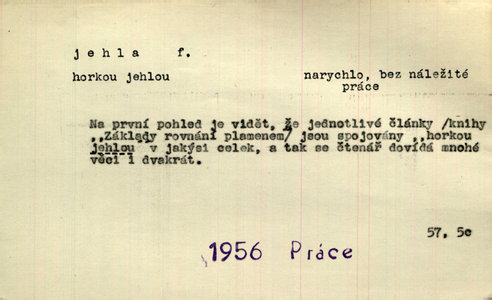 jehla f.
horkou jehlou narychlo, bez náležité
práce
Na první pohled je vidět, že jednotlivé články /knihy
,,Základy rovnání plamenem/ jsou spojovány ,,horkou
jehlou v jakýsi celek, a tak se čtenář dovídá mnohé
věci i dvakrát.
57, 5c
1956 Práce